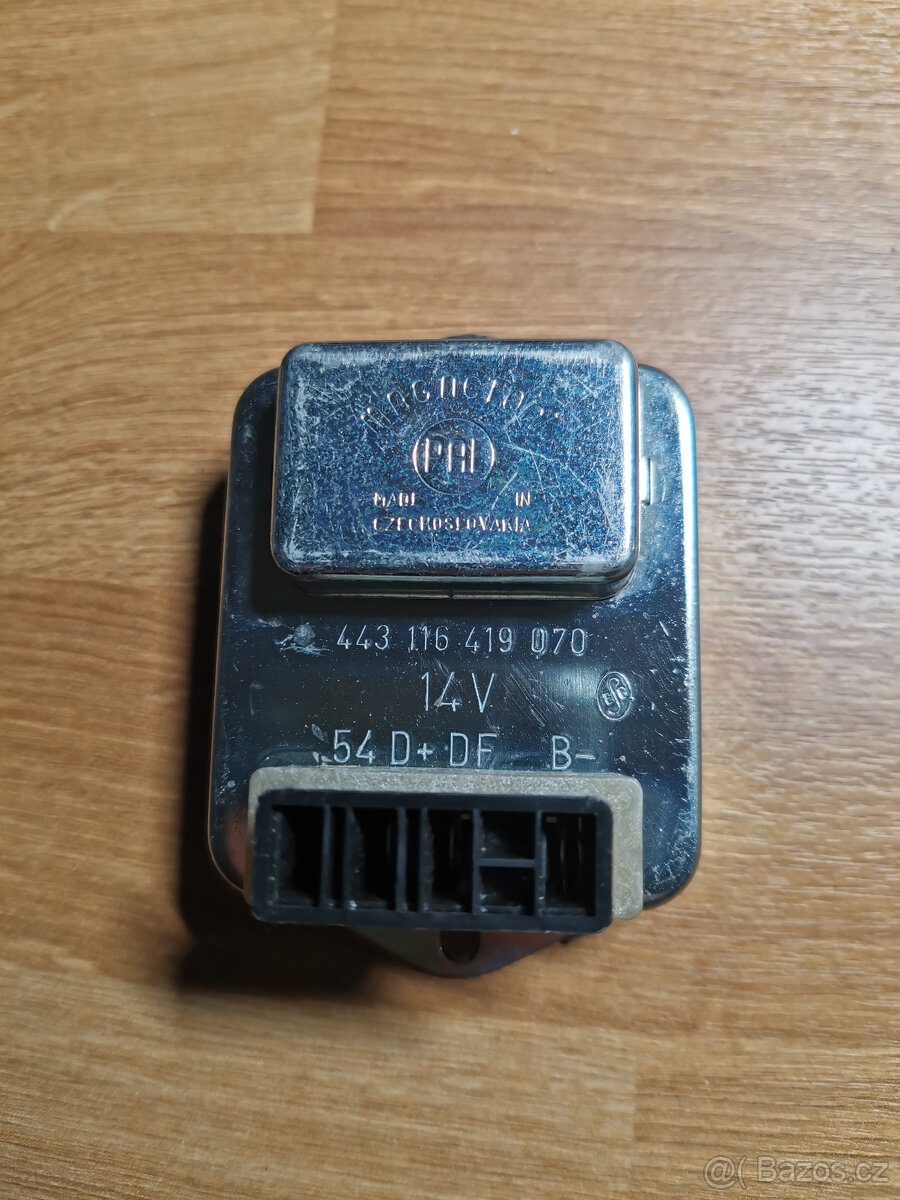 MAGNETON
PAL
MADE IN
CZECHOSLOVAKIA
443 116 419 070
14 V
54 D+ DF B-
@( Bazos.cz